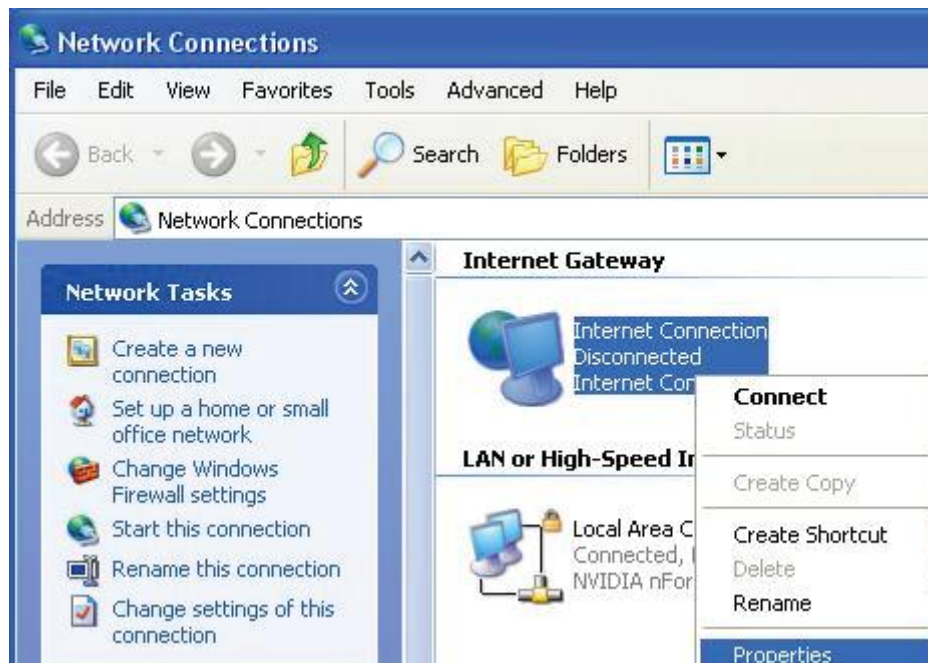 Network Connections
File Edit View Favorites Tools Advanced Help
Back Search Folders
Address Network Connections
Network Tasks
Create a new
connection
Set up a home or small
office network
Change Windows
Firewall settings
Start this connection
Rename this connection
Change settings of this
connection
Internet Gateway
Internet Connection
Disconnected
Internet Con
LAN or High-Speed
Local Area C
Connected,
NVIDIA nFor
Connect
Status
Create Copy
Create Shortcut
Delete
Rename
Properties